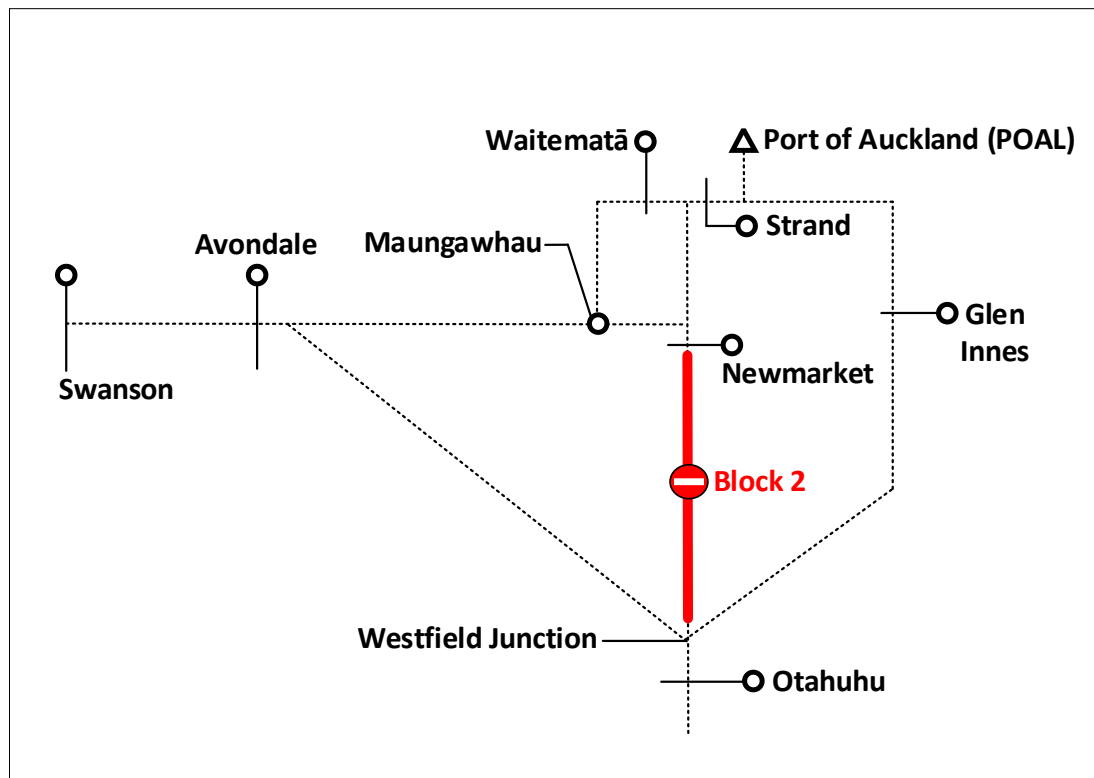 Waitematā
Port of Auckland (POAL)
Strand
Avondale
Maungawhau
Glen
Innes
Newmarket
Swanson
Block 2
Westfield Junction
Otahuhu